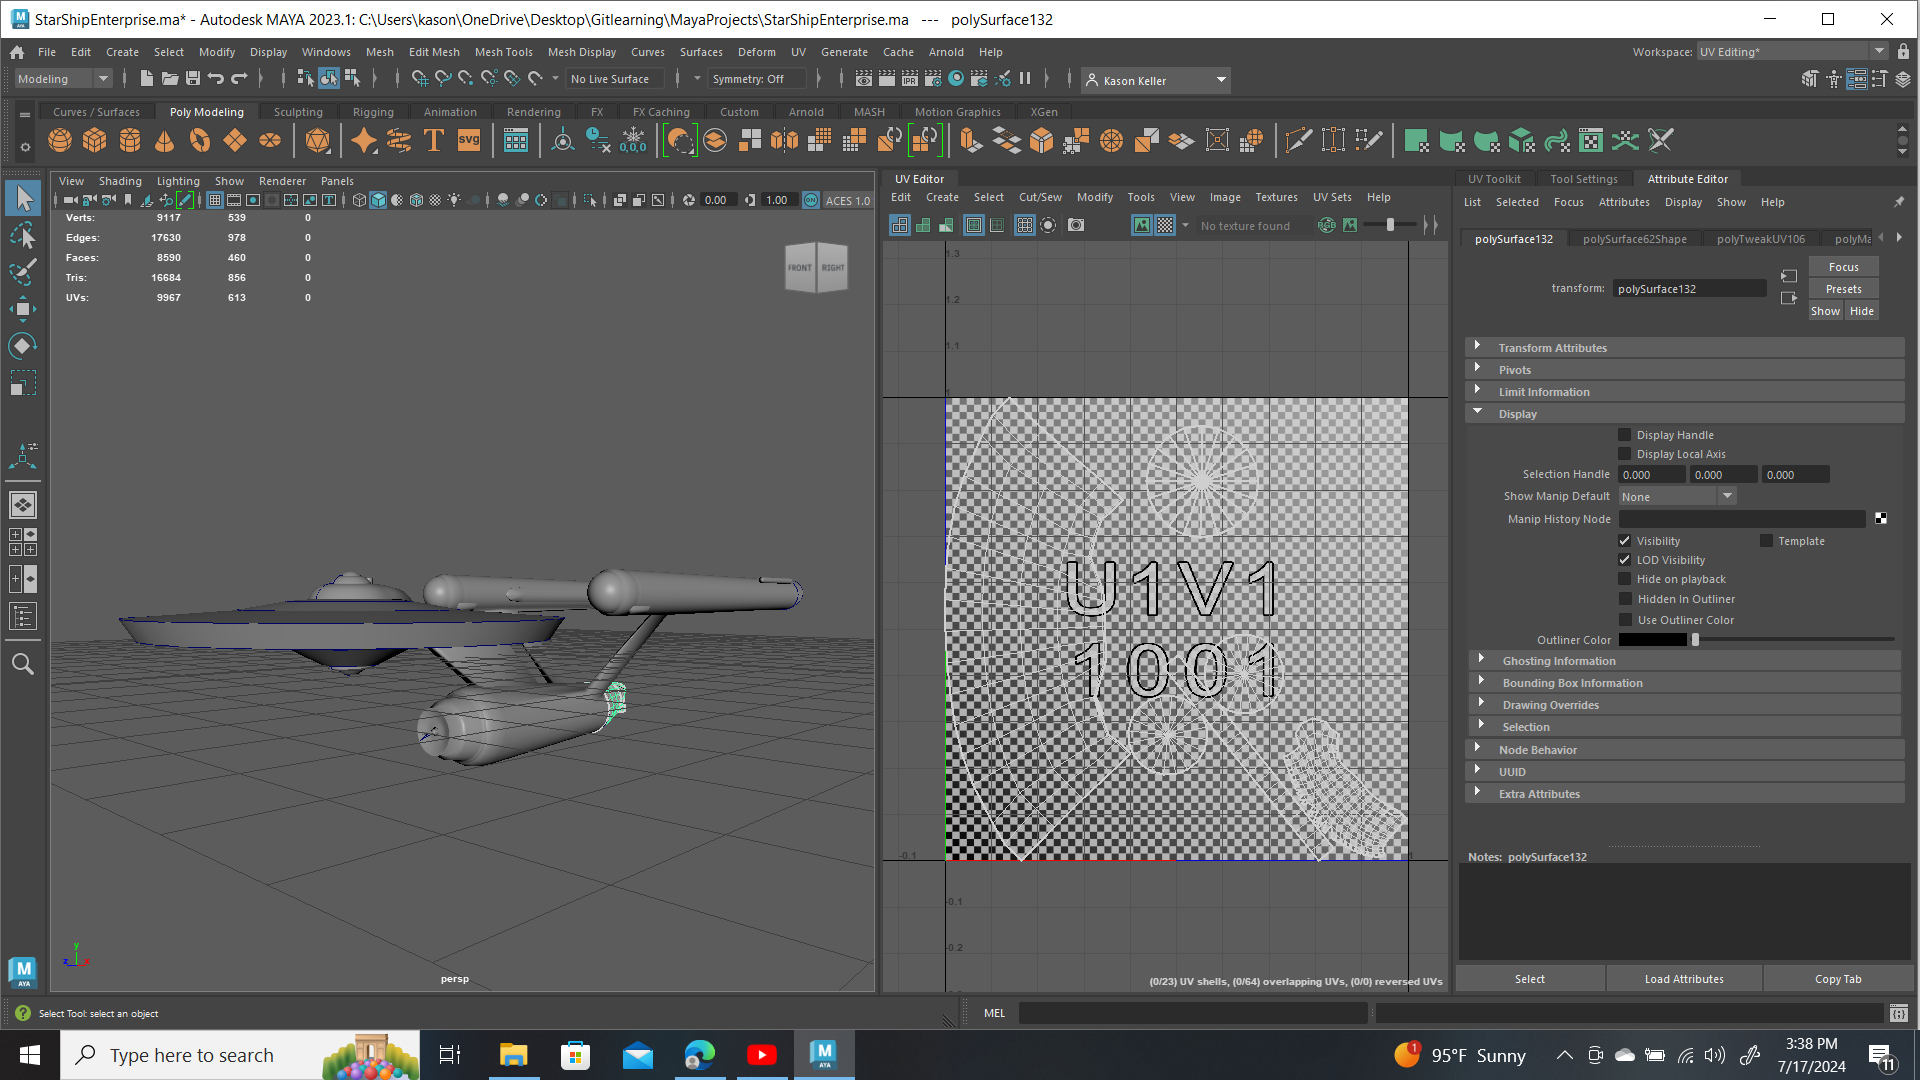 StarShipEnterprise.ma* - Autodesk MAYA 2023.1: C:\Users\kason\OneDrive\Desktop\Gitlearning\MayaProjects\StarShipEnterprise.ma --- polySurface132
File Edit Create Select Modify Display Windows Mesh Edit Mesh Mesh Tools Mesh Display Curves Surfaces Deform UV Generate Cache Arnold Help Workspace: UV Editing*
Modeling No Live Surface Symmetry: Off IPR Kason Keller
Curves / Surfaces Poly Modeling Sculpting Rigging Animation Rendering FX FX Caching Custom Arnold MASH Motion Graphics XGen
T svg 0,0,0
View Shading Lighting Show Renderer Panels
0.00 1.00 ACES 1.0
Verts: 9117 539 0
Edges: 17630 978 0
Faces: 8590 460 0
Tris: 16684 856 0
UVs: 9967 613 0
FRONT RIGHT
y
z x
persp
UV Editor
Edit Create Select Cut/Sew Modify Tools View Image Textures UV Sets Help
No texture found
1.3
1.2
1.1
1
U1V1
1001
-0.1 1
-0.1
-0.2
(0/23) UV shells, (0/64) overlapping UVs, (0/0) reversed UVs
UV Toolkit Tool Settings Attribute Editor
List Selected Focus Attributes Display Show Help
polySurface132 polySurface62Shape polyTweakUV106 polyMa
transform: polySurface132
Focus
Presets
Show Hide
Transform Attributes
Pivots
Limit Information
Display
Display Handle
Display Local Axis
Selection Handle 0.000 0.000 0.000
Show Manip Default None
Manip History Node
Visibility Template
LOD Visibility
Hide on playback
Hidden In Outliner
Use Outliner Color
Outliner Color
Ghosting Information
Bounding Box Information
Drawing Overrides
Selection
Node Behavior
UUID
Extra Attributes
Notes: polySurface132
Select Load Attributes Copy Tab
M
AYA
Select Tool: select an object MEL
Type here to search
95°F Sunny
3:38 PM
7/17/2024
11